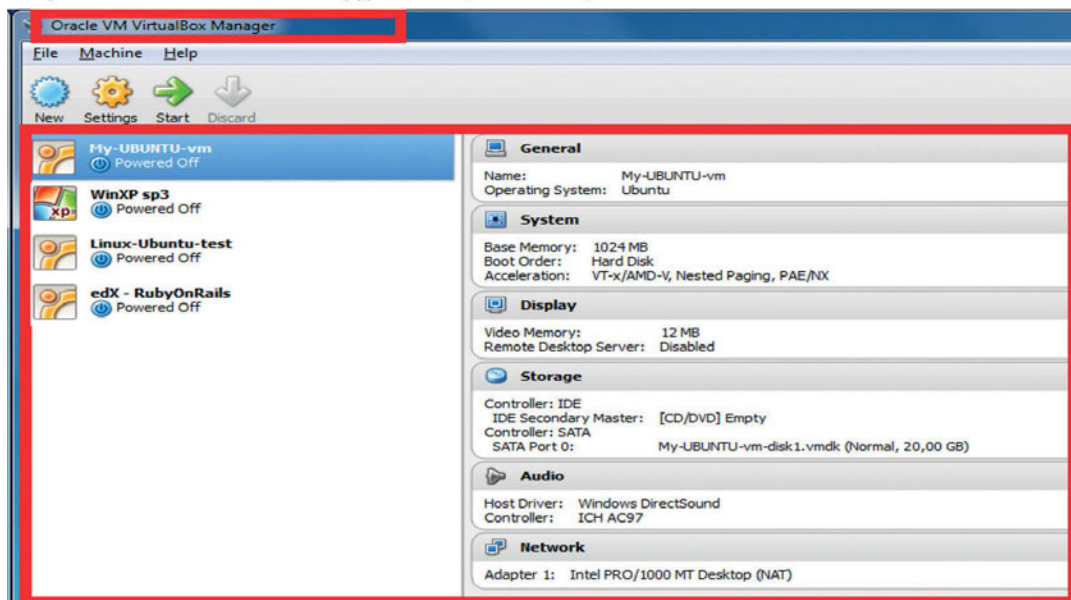 Oracle VM VirtualBox Manager
File Machine Help
New Settings Start Discard
My-UBUNTU-vm
Powered Off
WinXP sp3
Powered Off
Linux-Ubuntu-test
Powered Off
edX - RubyOnRails
Powered Off
General
Name: My-UBUNTU-vm
Operating System: Ubuntu
System
Base Memory: 1024 MB
Boot Order: Hard Disk
Acceleration: VT-x/AMD-V, Nested Paging, PAE/NX
Display
Video Memory: 12 MB
Remote Desktop Server: Disabled
Storage
Controller: IDE
IDE Secondary Master: [CD/DVD] Empty
Controller: SATA
SATA Port 0: My-UBUNTU-vm-disk1.vmdk (Normal, 20,00 GB)
Audio
Host Driver: Windows DirectSound
Controller: ICH AC97
Network
Adapter 1: Intel PRO/1000 MT Desktop (NAT)